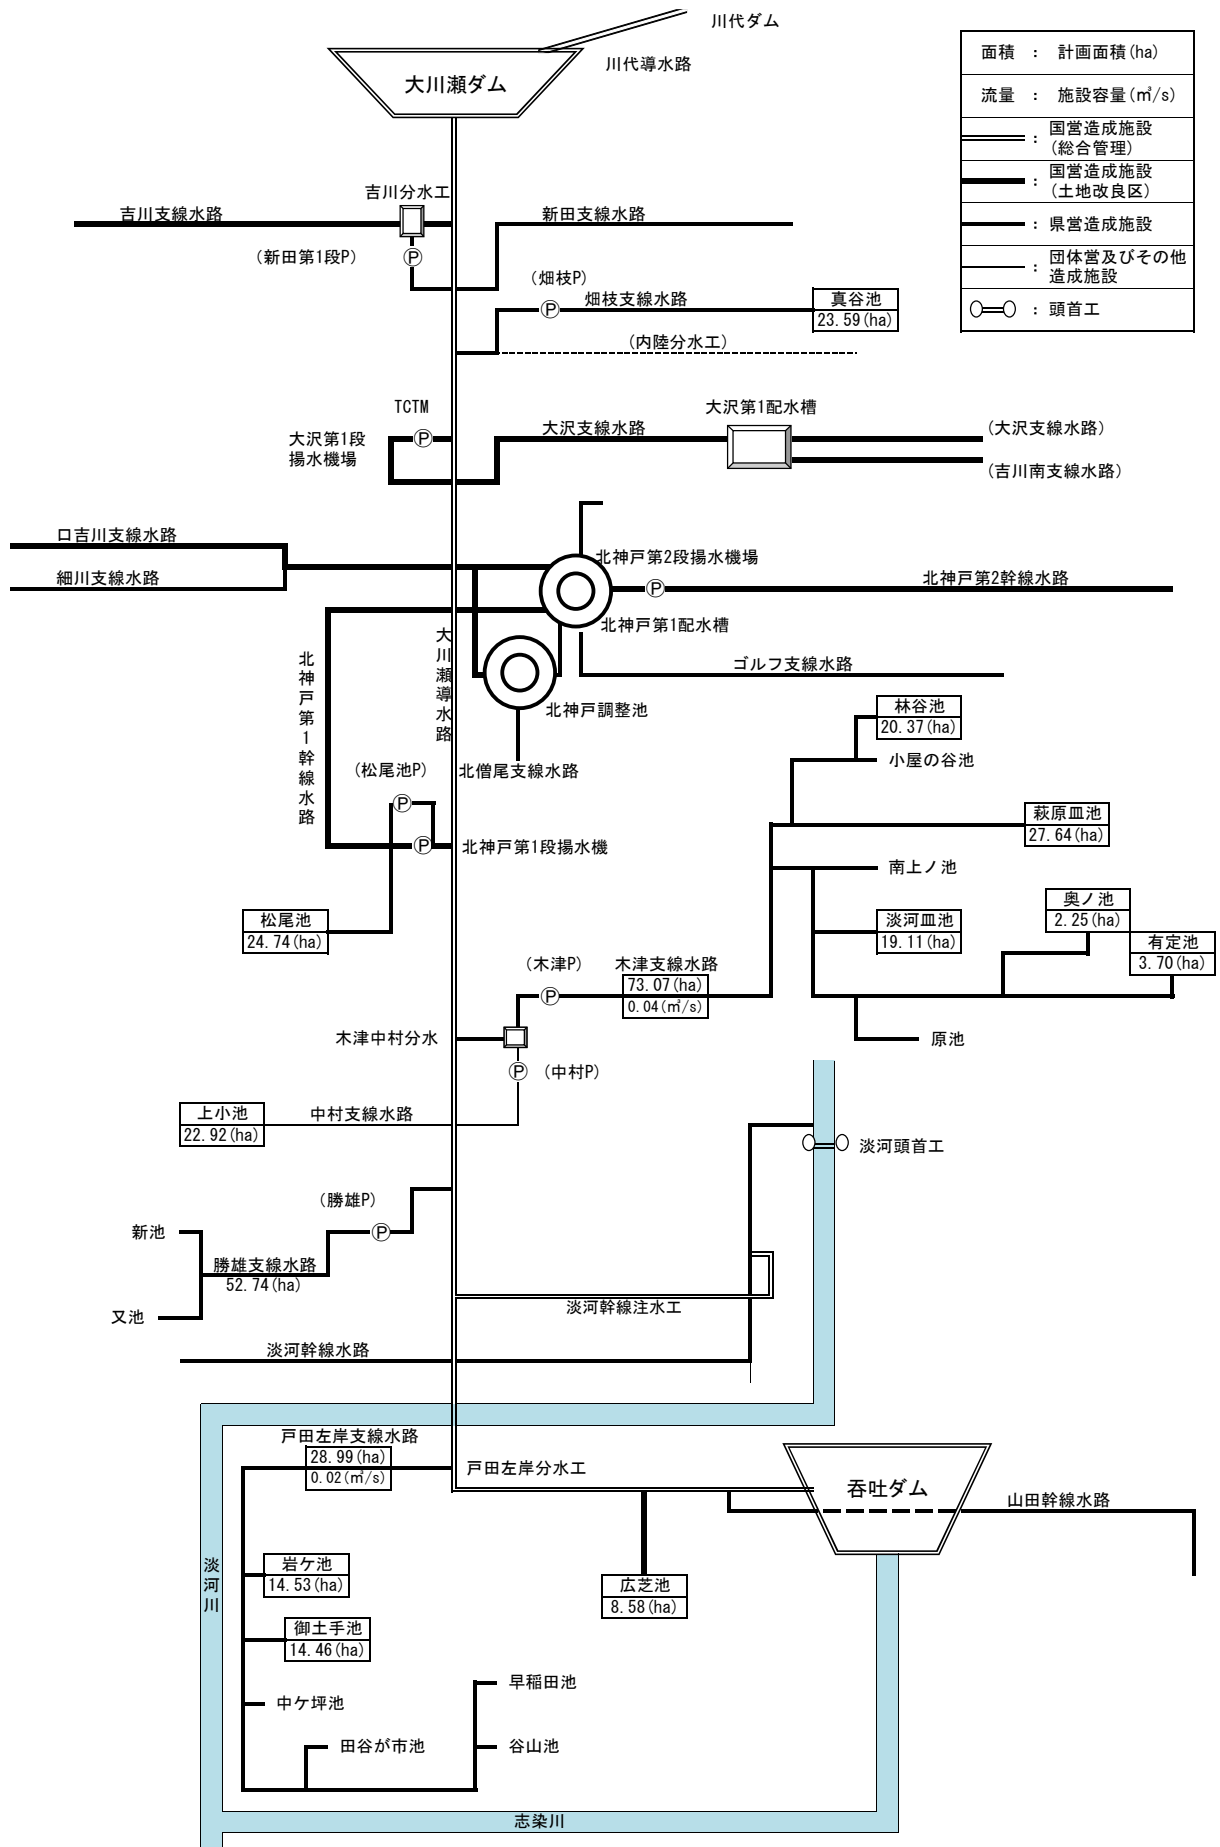 川代ダム
川代導水路
大川瀬ダム
面積 : 計画面積(ha)
流量 : 施設容量(㎥/s)
: 国営造成施設
(総合管理)
: 国営造成施設
(土地改良区)
: 県営造成施設
: 団体営及びその他
造成施設
: 頭首工
吉川分水工
吉川支線水路
新田支線水路
(新田第1段P)
P
(畑枝P)
P
畑枝支線水路
真谷池
23.59(ha)
(内陸分水工)
TCTM
大沢第1段
揚水機場
P
大沢支線水路
大沢第1配水槽
(大沢支線水路)
(吉川南支線水路)
口吉川支線水路
細川支線水路
北神戸第2段揚水機場
P
北神戸第2幹線水路
北神戸第1配水槽
大川瀬導水路
北神戸第1幹線水路
ゴルフ支線水路
北神戸調整池
北僧尾支線水路
(松尾池P)
P
P
北神戸第1段揚水機
松尾池
24.74(ha)
林谷池
20.37(ha)
小屋の谷池
萩原皿池
27.64(ha)
南上ノ池
奥ノ池
2.25(ha)
淡河皿池
19.11(ha)
有定池
3.70(ha)
原池
(木津P)
P
木津支線水路
73.07(ha)
0.04(㎥/s)
木津中村分水
P
(中村P)
上小池
22.92(ha)
中村支線水路
淡河頭首工
(勝雄P)
P
新池
勝雄支線水路
52.74(ha)
又池
淡河幹線注水工
淡河幹線水路
戸田左岸支線水路
28.99(ha)
0.02(㎥/s)
戸田左岸分水工
呑吐ダム
山田幹線水路
淡河川
岩ケ池
14.53(ha)
広芝池
8.58(ha)
御土手池
14.46(ha)
早稲田池
中ケ坪池
田谷が市池
谷山池
志染川